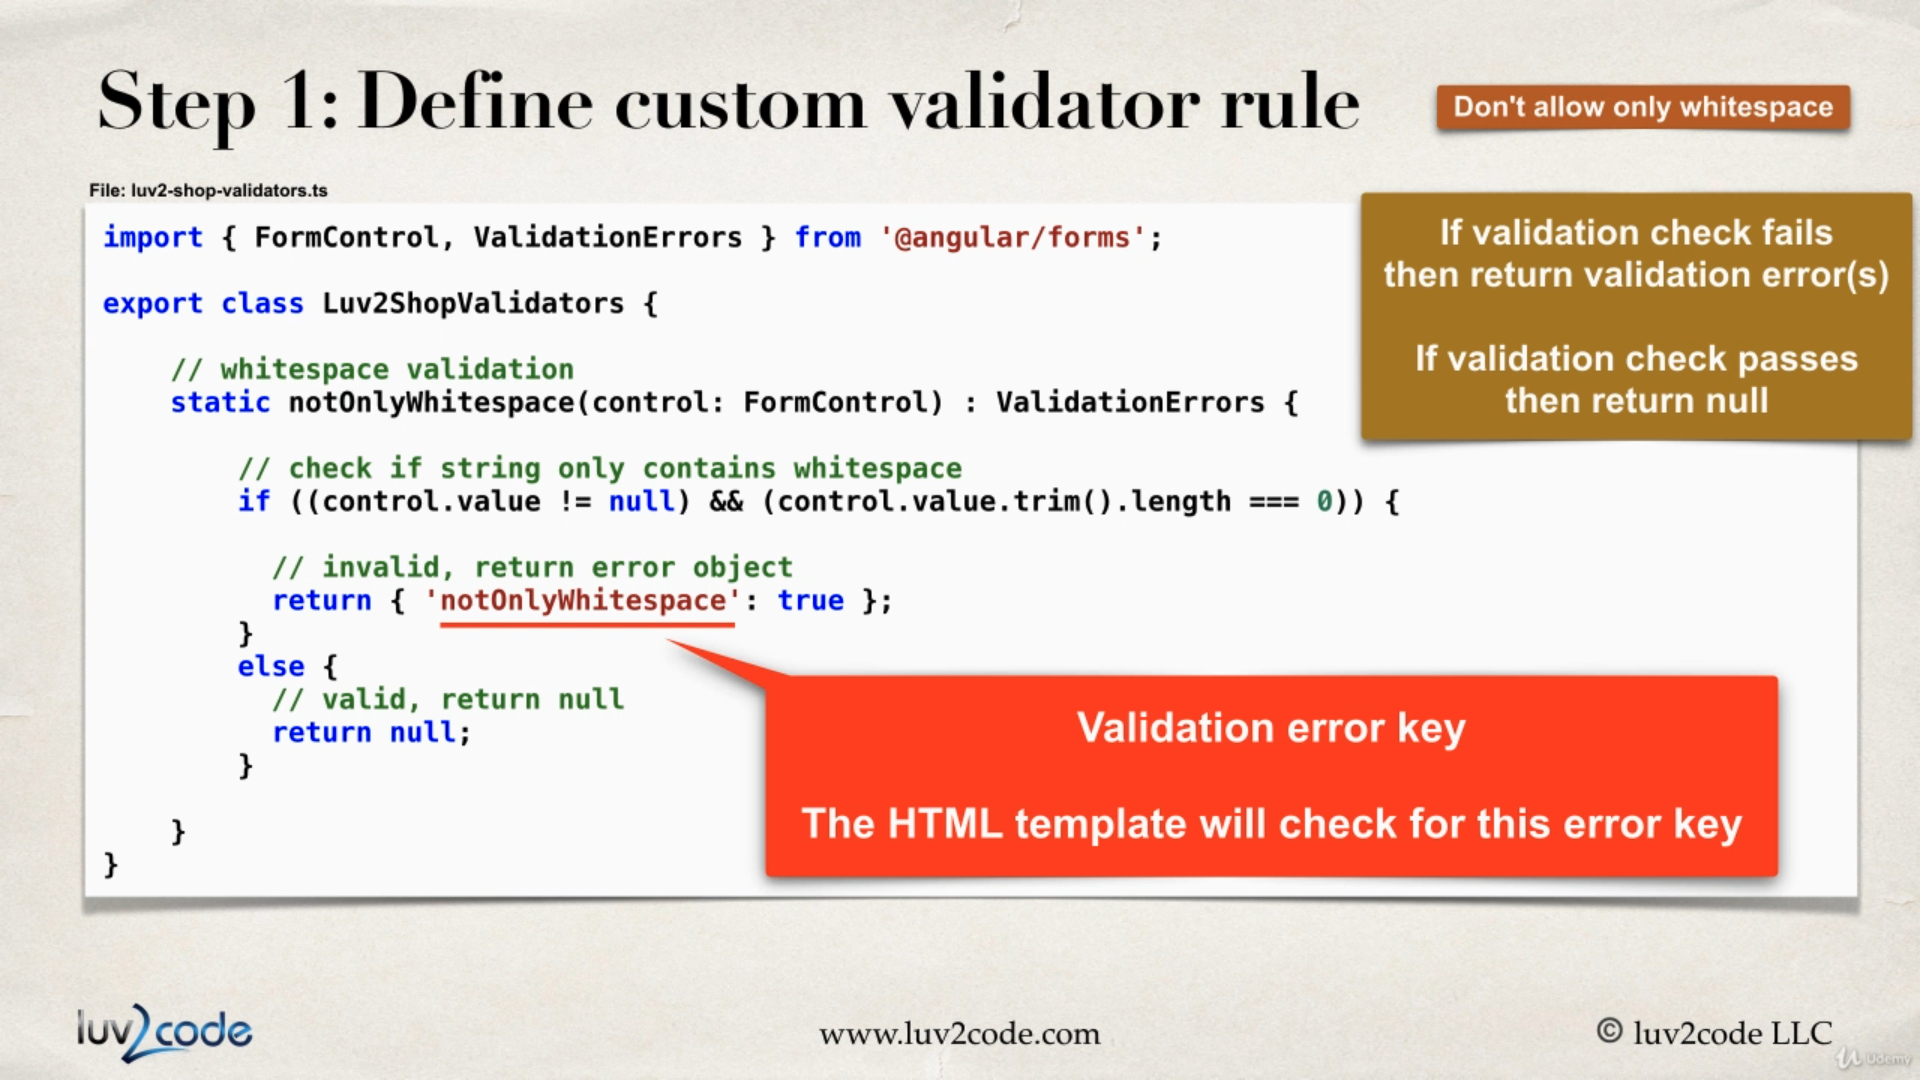 Step 1: Define custom validator rule
Don't allow only whitespace
File: luv2-shop-validators.ts
import { FormControl, ValidationErrors } from '@angular/forms';
export class Luv2ShopValidators {
// whitespace validation
static notOnlyWhitespace(control: FormControl) : ValidationErrors {
// check if string only contains whitespace
if ((control.value != null) && (control.value.trim().length === 0)) {
// invalid, return error object
return { 'notOnlyWhitespace': true };
}
else {
// valid, return null
return null;
}
}
}
If validation check fails
then return validation error(s)
If validation check passes
then return null
Validation error key
The HTML template will check for this error key
luv2code
www.luv2code.com
© luv2code LLC
Udemy